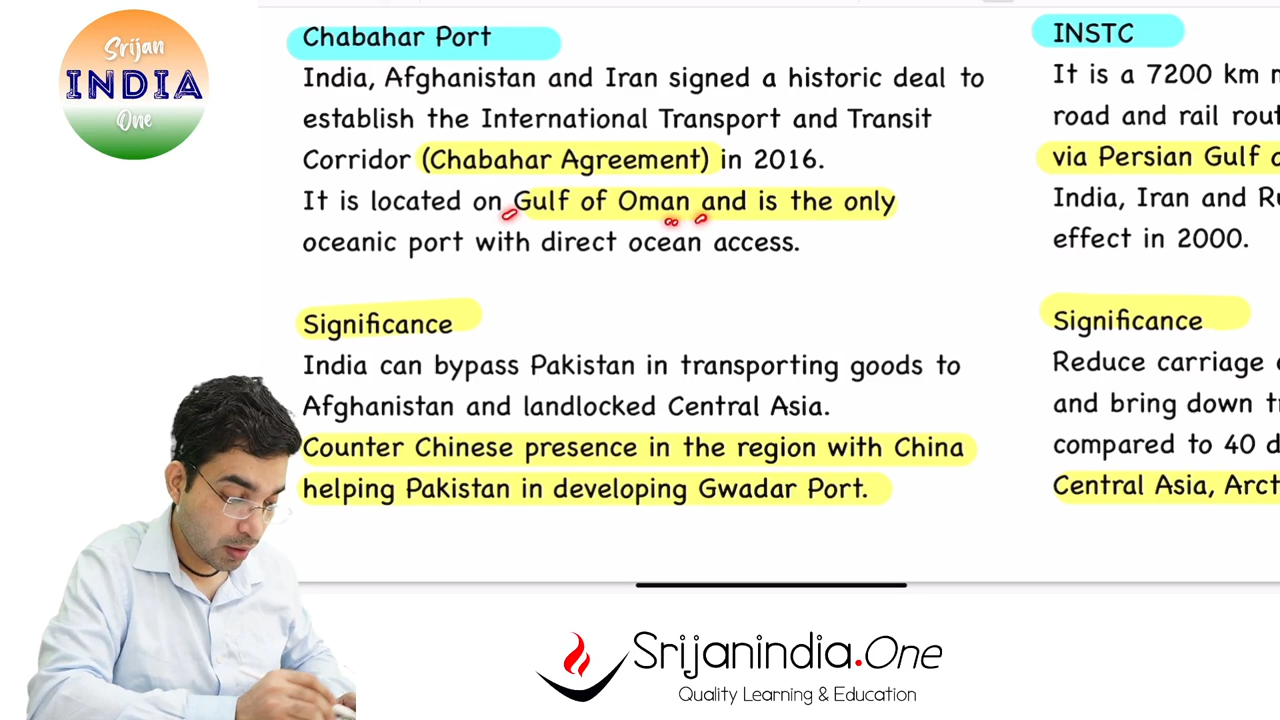 Srijan
INDIA
One
Chabahar Port
India, Afghanistan and Iran signed a historic deal to
establish the International Transport and Transit
Corridor (Chabahar Agreement) in 2016.
It is located on Gulf of Oman and is the only
oceanic port with direct ocean access.
Significance
India can bypass Pakistan in transporting goods to
Afghanistan and landlocked Central Asia.
Counter Chinese presence in the region with China
helping Pakistan in developing Gwadar Port.
INSTC
It is a 7200 km
road and rail
via Persian Gulf
India, Iran and
effect in 2000.
Significance
Reduce carriage
and bring down
compared to 40
Central Asia,
Srijanindia.One
Quality Learning & Education